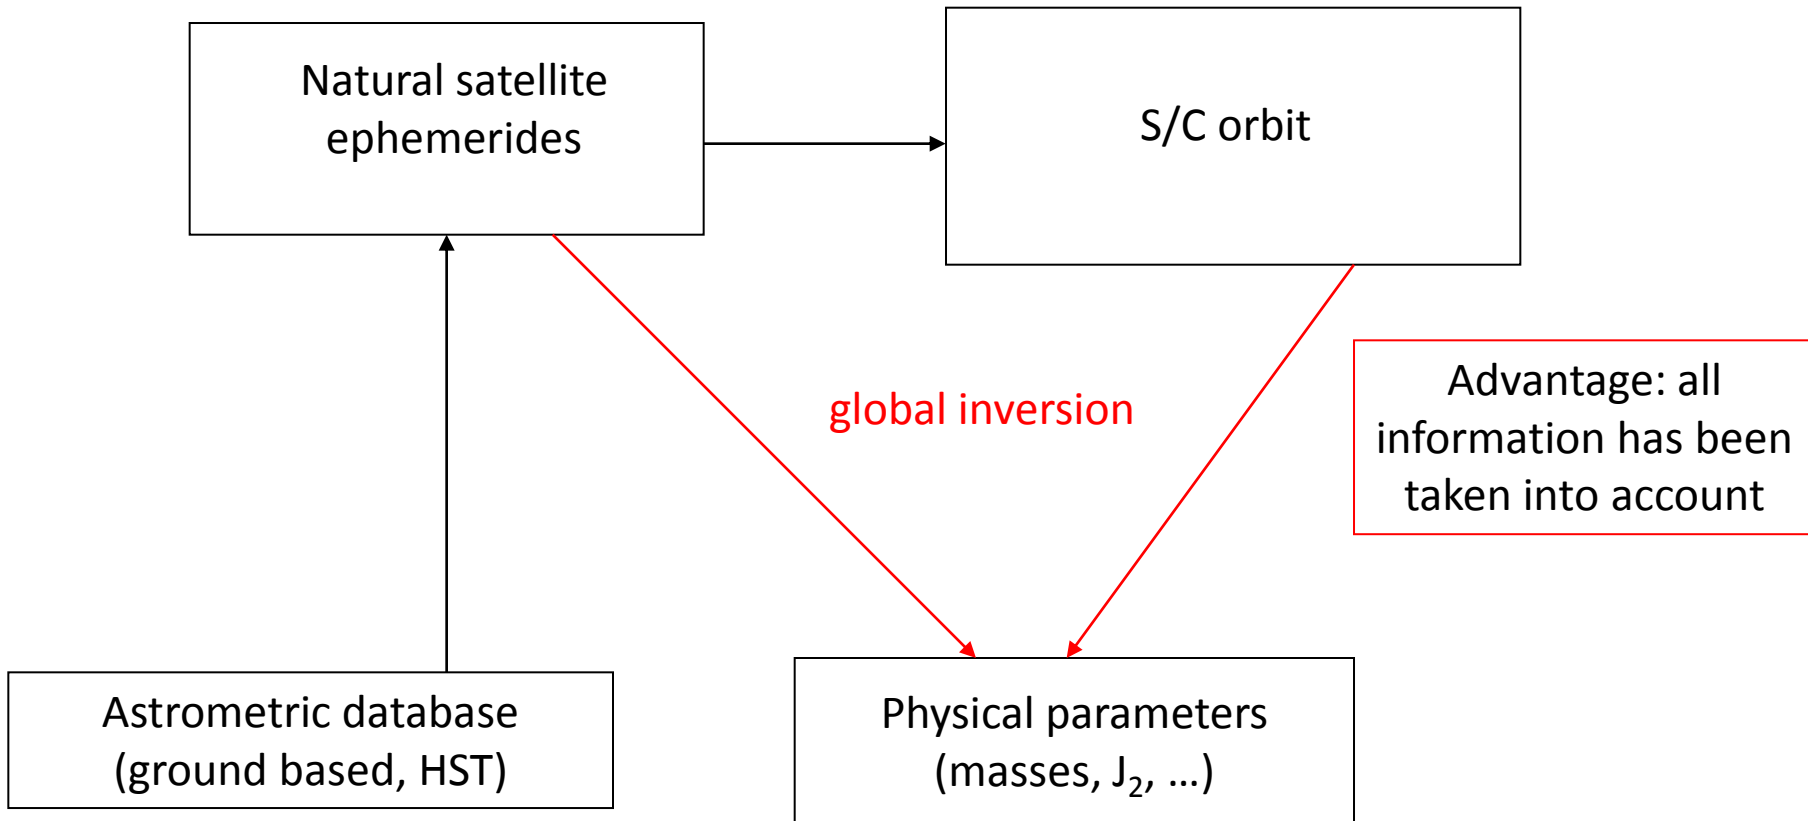 Natural satellite
ephemerides
S/C orbit
global inversion
Advantage: all
information has been
taken into account
Astrometric database
(ground based, HST)
Physical parameters
(masses, J₂, …)